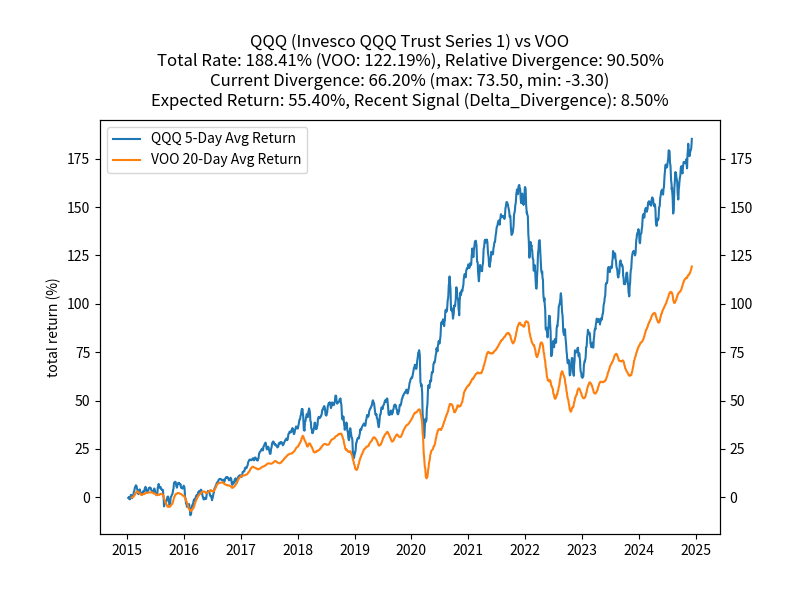 QQQ (Invesco QQQ Trust Series 1) vs VOO
Total Rate: 188.41% (VOO: 122.19%), Relative Divergence: 90.50%
Current Divergence: 66.20% (max: 73.50, min: -3.30)
Expected Return: 55.40%, Recent Signal (Delta_Divergence): 8.50%
QQQ 5-Day Avg Return
VOO 20-Day Avg Return
total return (%)
175
150
125
100
75
50
25
0
175
150
125
100
75
50
25
0
2015 2016 2017 2018 2019 2020 2021 2022 2023 2024 2025